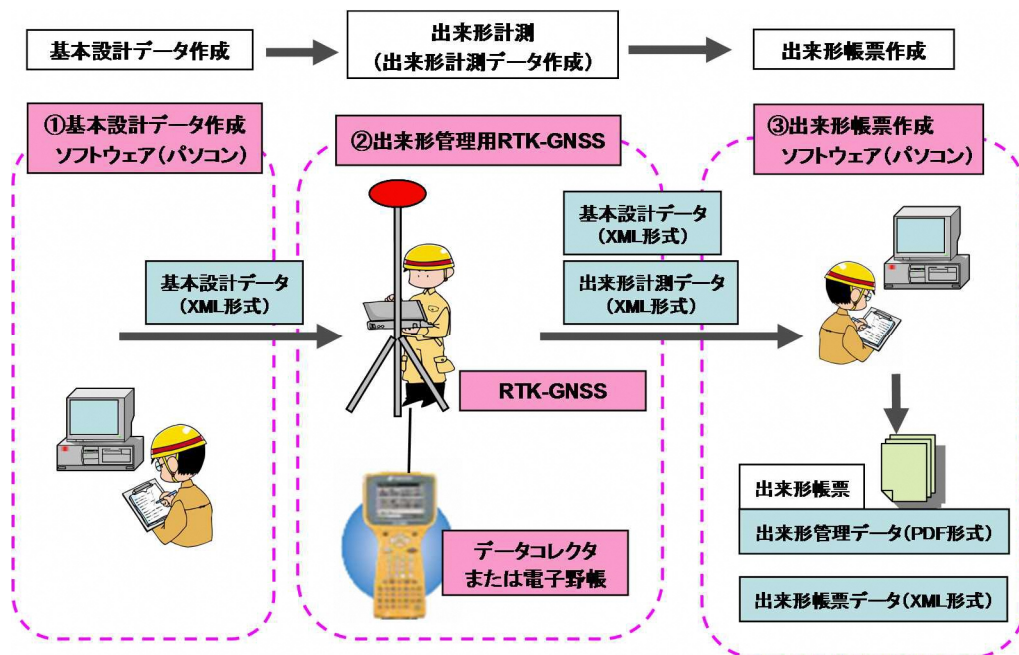 基本設計データ作成
出来形計測
(出来形計測データ作成)
出来形帳票作成
①基本設計データ作成
ソフトウェア(パソコン)
②出来形管理用RTK-GNSS
③出来形帳票作成
ソフトウェア(パソコン)
基本設計データ
(XML形式)
基本設計データ
(XML形式)
出来形計測データ
(XML形式)
RTK-GNSS
データコレクタ
または電子野帳
出来形帳票
出来形管理データ(PDF形式)
出来形帳票データ(XML形式)